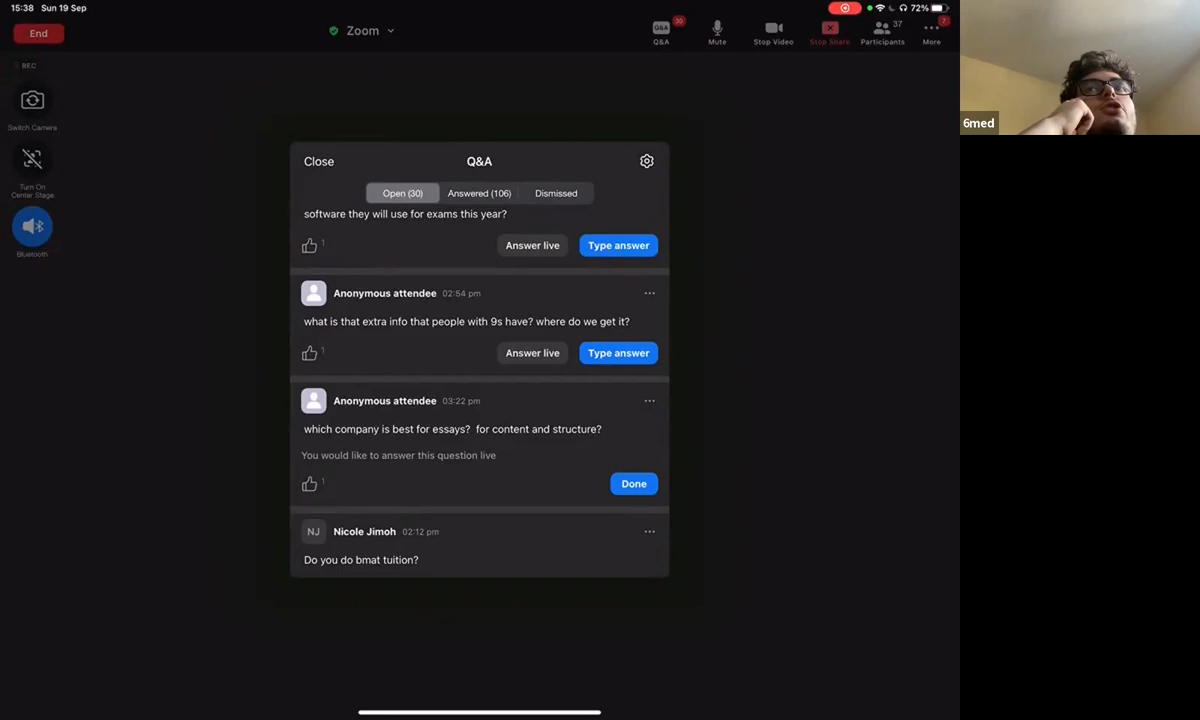 15:38 Sun 19 Sep
72%
End
Zoom
30
Q&A
Q&A
Mute
Stop Video
Stop Share
37
Participants
7
More
REC
Switch Camera
Turn On
Center Stage
Bluetooth
6med
Close
Q&A
Open (30)
Answered (106)
Dismissed
software they will use for exams this year?
1
Answer live
Type answer
Anonymous attendee 02:54 pm
what is that extra info that people with 9s have? where do we get it?
1
Answer live
Type answer
Anonymous attendee 03:22 pm
which company is best for essays? for content and structure?
You would like to answer this question live
1
Done
NJ
Nicole Jimoh 02:12 pm
Do you do bmat tuition?